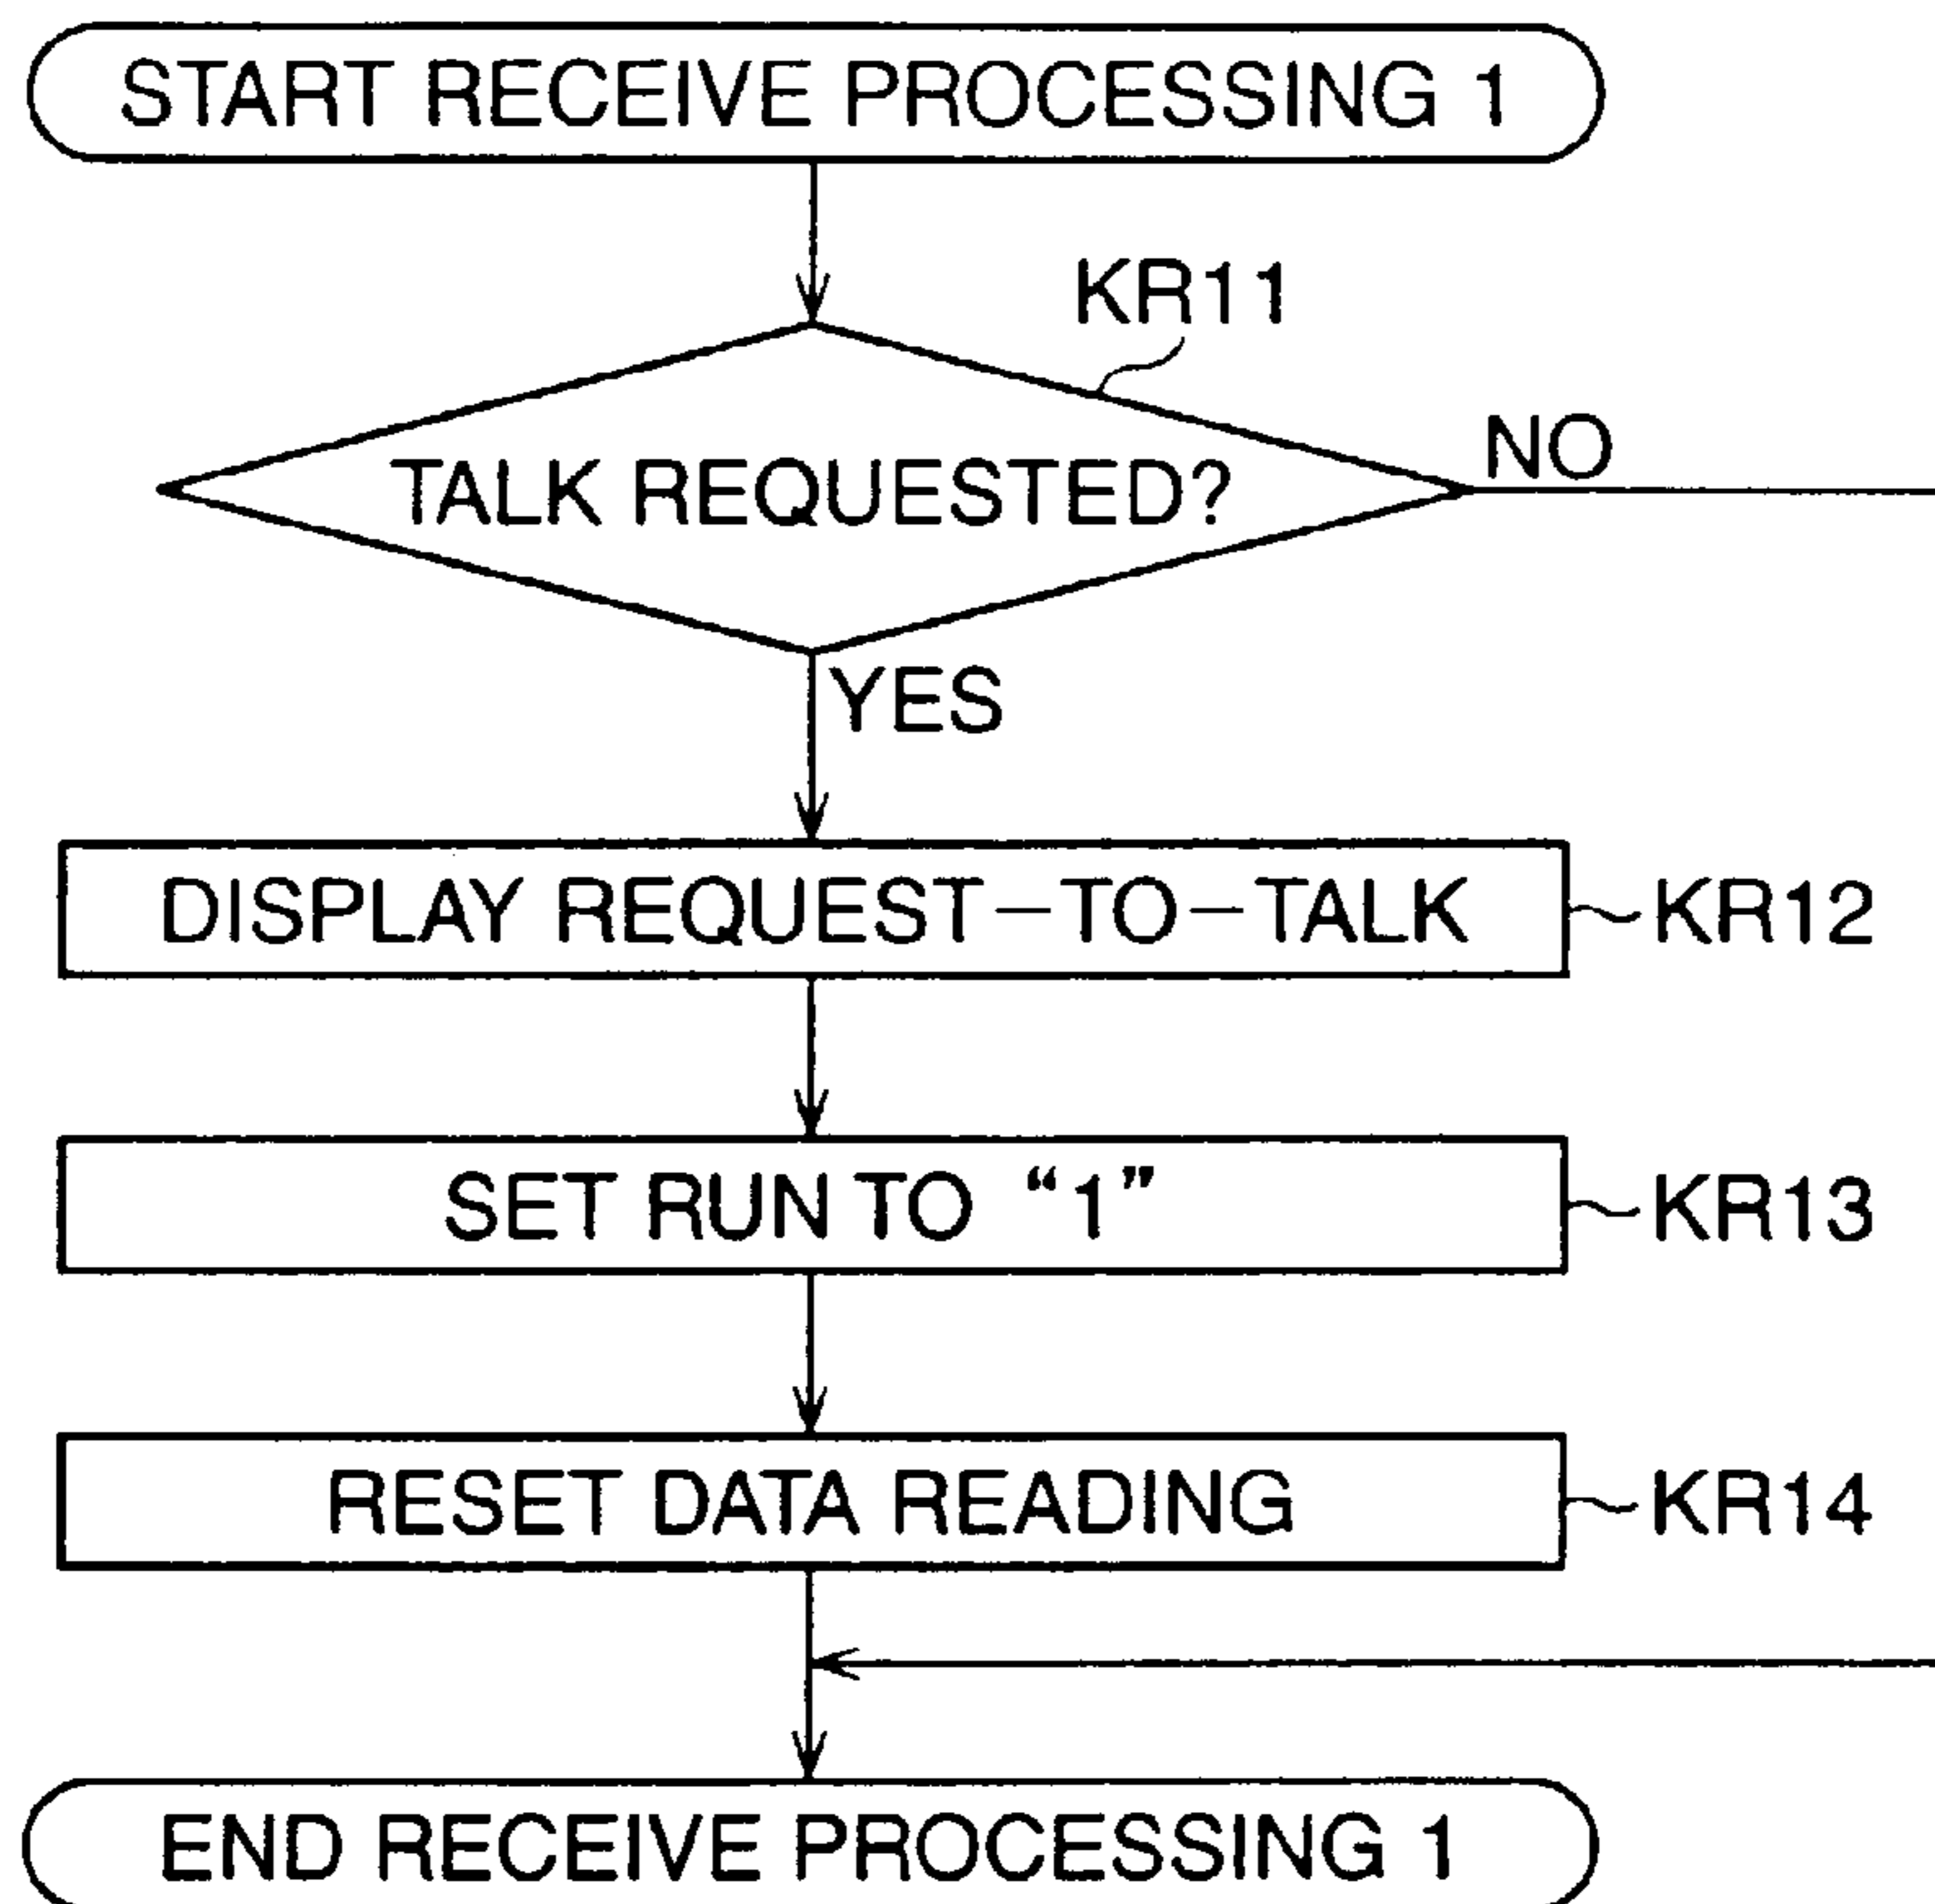 START RECEIVE PROCESSING 1
KR11
TALK REQUESTED?
NO
YES
DISPLAY REQUEST-TO-TALK
KR12
SET RUN TO “1”
KR13
RESET DATA READING
KR14
END RECEIVE PROCESSING 1